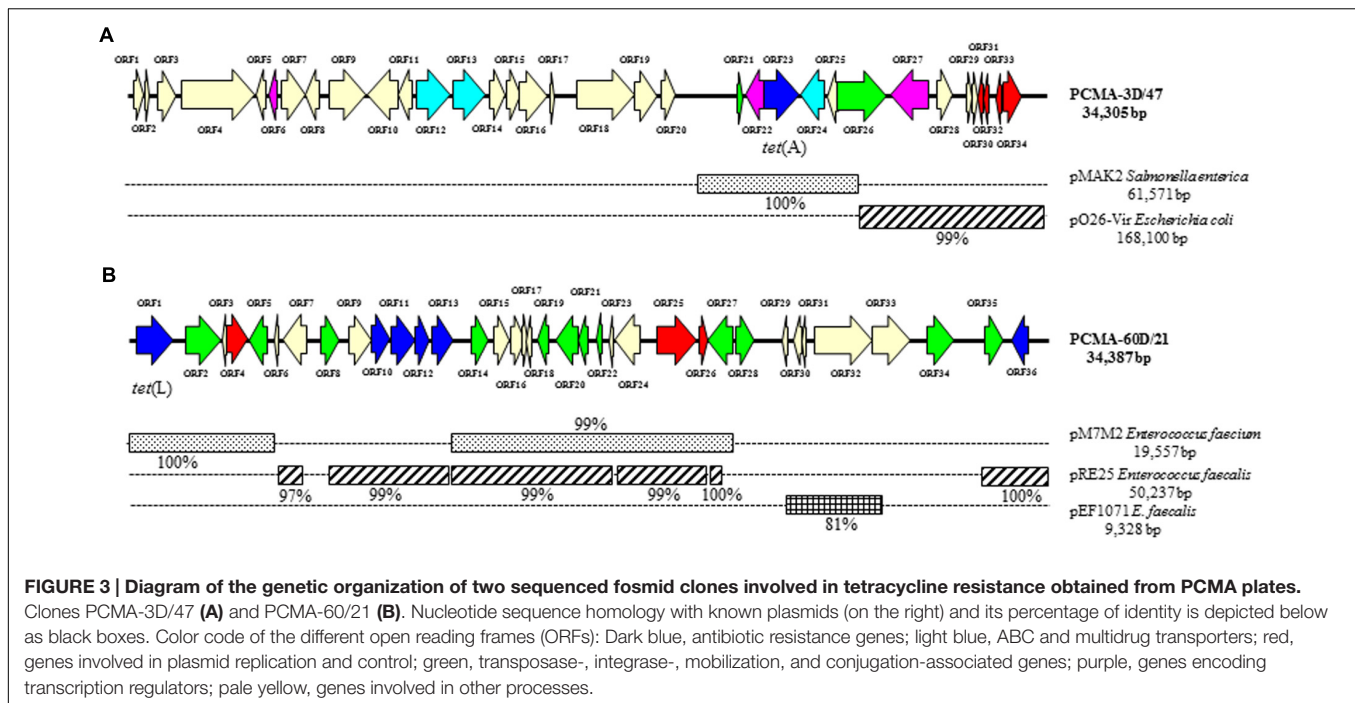 A
ORF31
ORF1 ORF3 ORF5 ORF7 ORF9 ORF11 ORF13 ORF15 ORF17 ORF19 ORF21 ORF23 ORF25 ORF27 ORF29 ORF33
PCMA-3D/47
34,305 bp
ORF2 ORF4 ORF6 ORF8 ORF10 ORF12 ORF14 ORF16 ORF18 ORF20 ORF22 ORF24 ORF26 ORF28 ORF32
ORF30 ORF34
tet(A)
pMAK2 Salmonella enterica
61,571 bp
100%
pO26-Vir Escherichia coli
168,100 bp
99%
B
ORF17 ORF21
ORF1 ORF3 ORF5 ORF7 ORF9 ORF11 ORF13 ORF15 ORF19 ORF23 ORF25 ORF27 ORF29 ORF31 ORF33 ORF35
PCMA-60D/21
34,387 bp
ORF2 ORF4 ORF6 ORF8 ORF10 ORF12 ORF14 ORF18 ORF22 ORF26 ORF28 ORF30 ORF32 ORF34 ORF36
ORF16 ORF20 ORF24
tet(L)
99%
pM7M2 Enterococcus faecium
19,557 bp
100%
pRE25 Enterococcus faecalis
50,237 bp
97% 99% 99% 99% 100% 100%
pEF1071 E. faecalis
9,328 bp
81%
FIGURE 3 | Diagram of the genetic organization of two sequenced fosmid clones involved in tetracycline resistance obtained from PCMA plates.
Clones PCMA-3D/47 (A) and PCMA-60/21 (B). Nucleotide sequence homology with known plasmids (on the right) and its percentage of identity is depicted below
as black boxes. Color code of the different open reading frames (ORFs): Dark blue, antibiotic resistance genes; light blue, ABC and multidrug transporters; red,
genes involved in plasmid replication and control; green, transposase-, integrase-, mobilization, and conjugation-associated genes; purple, genes encoding
transcription regulators; pale yellow, genes involved in other processes.